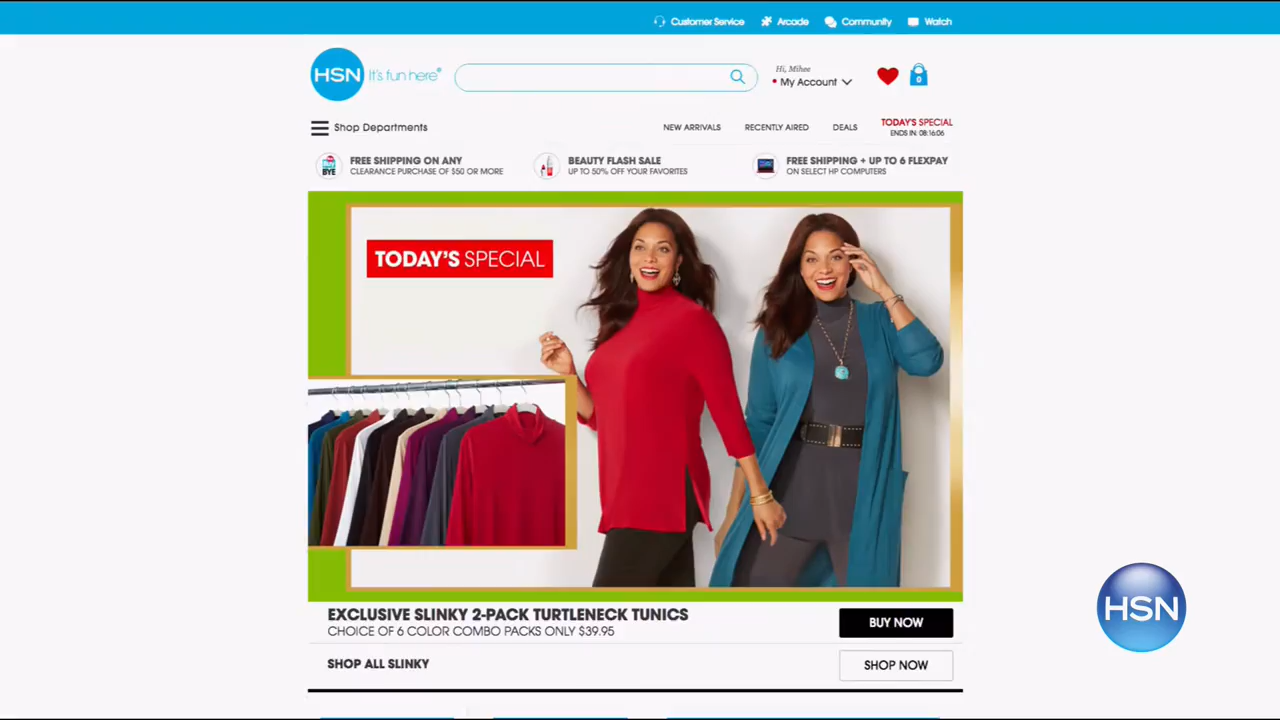 Customer Service Arcade Community Watch
HSN It's fun here®
Hi, Mihee
My Account
0
Shop Departments
NEW ARRIVALS RECENTLY AIRED DEALS TODAY'S SPECIAL
ENDS IN: 08:16:06
BYE
FREE SHIPPING ON ANY
CLEARANCE PURCHASE OF $50 OR MORE
BEAUTY FLASH SALE
UP TO 50% OFF YOUR FAVORITES
FREE SHIPPING + UP TO 6 FLEXPAY
ON SELECT HP COMPUTERS
TODAY'S SPECIAL
EXCLUSIVE SLINKY 2-PACK TURTLENECK TUNICS
CHOICE OF 6 COLOR COMBO PACKS ONLY $39.95
BUY NOW
SHOP ALL SLINKY
SHOP NOW
HSN